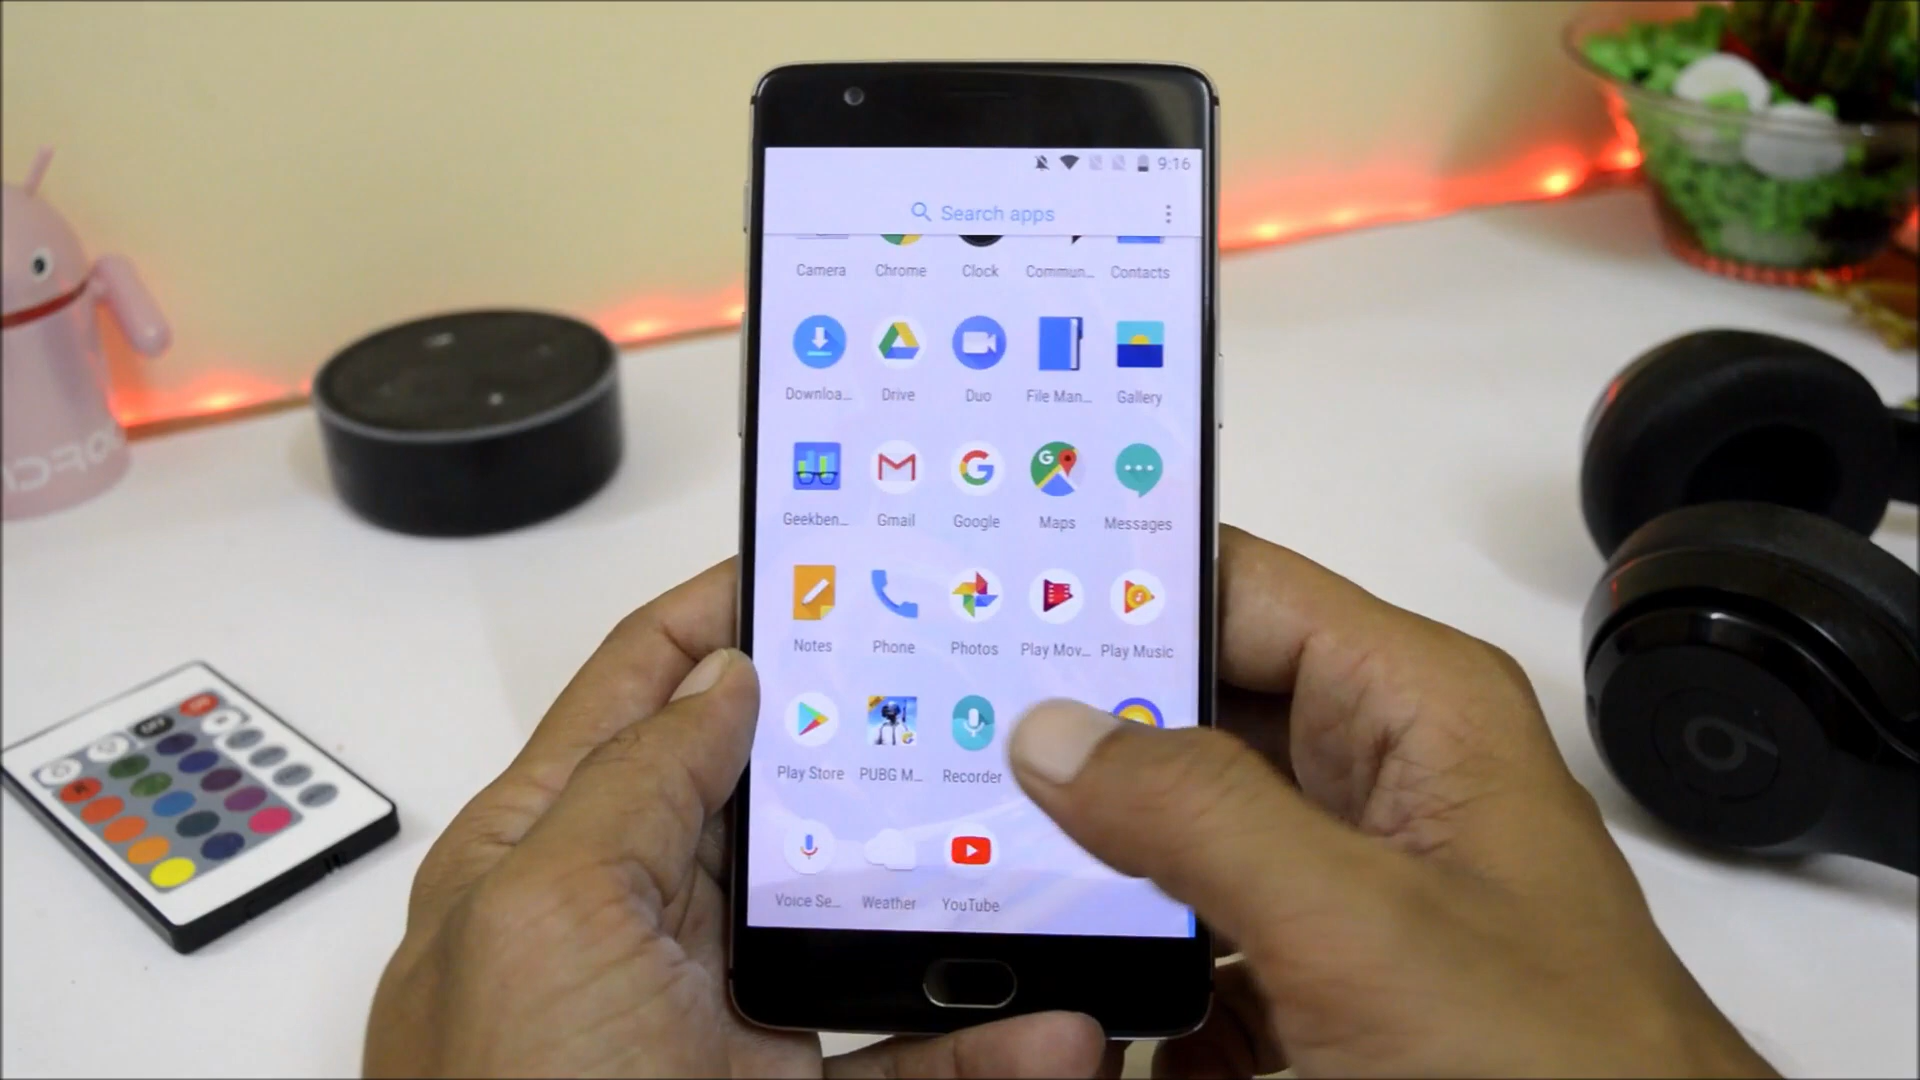 9:16
Search apps
Camera Chrome Clock Commun... Contacts
Downloa... Drive Duo File Man... Gallery
Geekben... Gmail Google Maps Messages
Notes Phone Photos Play Mov... Play Music
Play Store PUBG M... Recorder
Voice Se... Weather YouTube
OFF